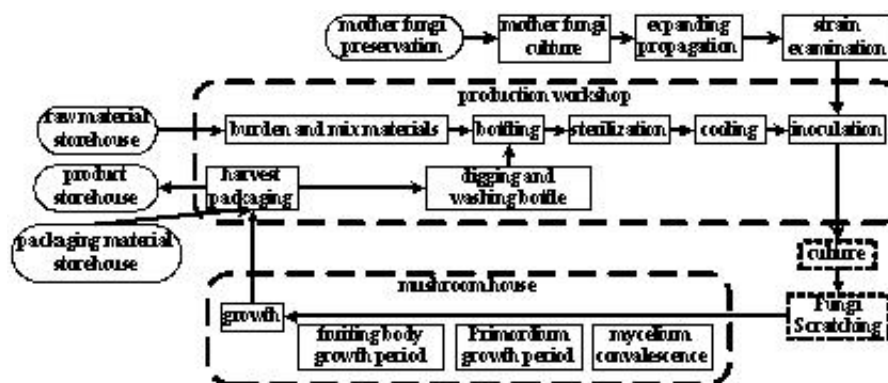 mother fungi
preservation
mother fungi
culture
expanding
propagation
strain
examination
production workshop
raw material
storehouse
burden and mix materials
bottling
sterilization
cooling
inoculation
product
storehouse
harvest
packaging
digging and
washing bottle
packaging material
storehouse
culture
mushroom house
growth
Fungi
Scratching
fruiting body
growth period
Primordium
growth period
mycelium
convalescence